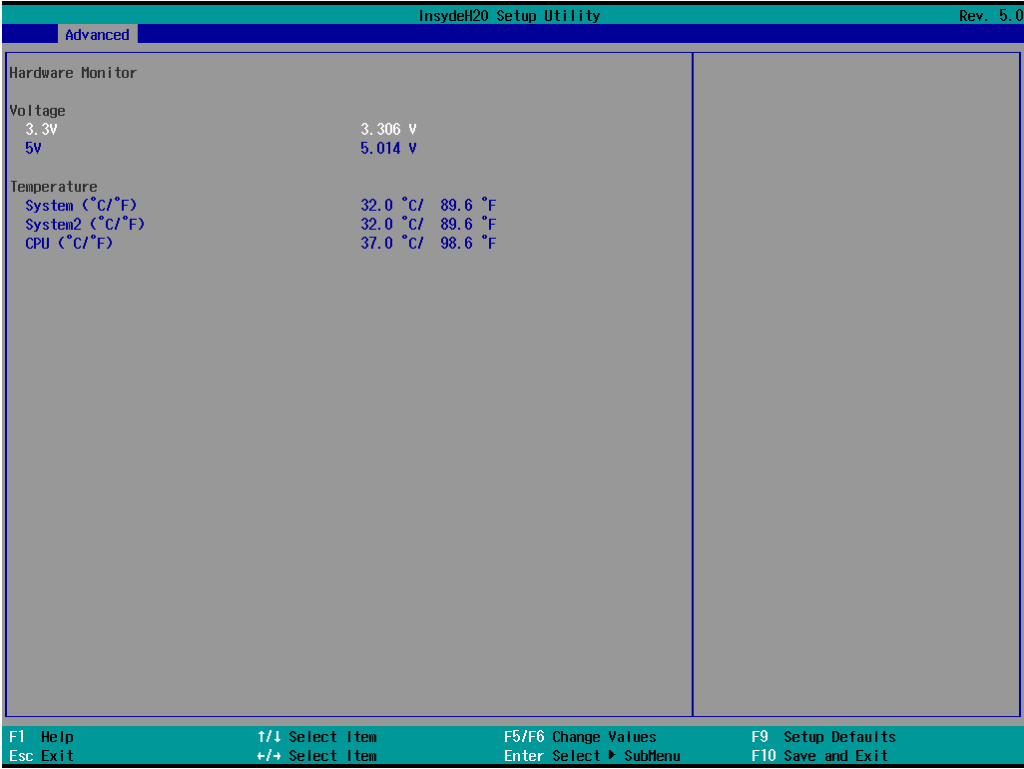 InsydeH20 Setup Utility Rev. 5.0
Advanced
Hardware Monitor
Voltage
3.3V 3.306 V
5V 5.014 V
Temperature
System (°C/°F) 32.0 °C/ 89.6 °F
System2 (°C/°F) 32.0 °C/ 89.6 °F
CPU (°C/°F) 37.0 °C/ 98.6 °F
F1 Help ↑/↓ Select Item F5/F6 Change Values F9 Setup Defaults
Esc Exit ←/→ Select Item Enter Select ▶ SubMenu F10 Save and Exit